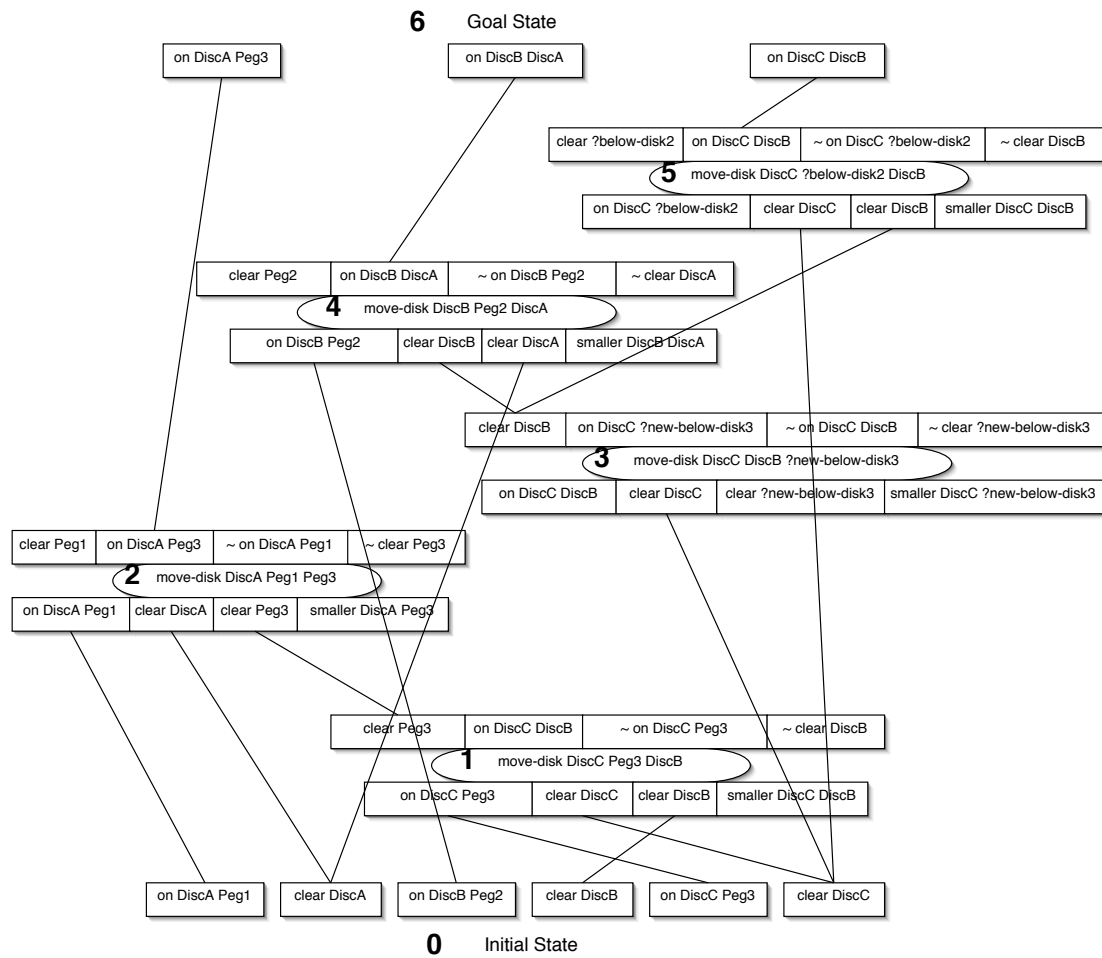 6 Goal State
on DiscA Peg3 on DiscB DiscA on DiscC DiscB
clear ?below-disk2 on DiscC DiscB ~ on DiscC ?below-disk2 ~ clear DiscB
5 move-disk DiscC ?below-disk2 DiscB
on DiscC ?below-disk2 clear DiscC clear DiscB smaller DiscC DiscB
clear Peg2 on DiscB DiscA ~ on DiscB Peg2 ~ clear DiscA
4 move-disk DiscB Peg2 DiscA
on DiscB Peg2 clear DiscB clear DiscA smaller DiscB DiscA
clear DiscB on DiscC ?new-below-disk3 ~ on DiscC DiscB ~ clear ?new-below-disk3
3 move-disk DiscC DiscB ?new-below-disk3
on DiscC DiscB clear DiscC clear ?new-below-disk3 smaller DiscC ?new-below-disk3
clear Peg1 on DiscA Peg3 ~ on DiscA Peg1 ~ clear Peg3
2 move-disk DiscA Peg1 Peg3
on DiscA Peg1 clear DiscA clear Peg3 smaller DiscA Peg3
clear Peg3 on DiscC DiscB ~ on DiscC Peg3 ~ clear DiscB
1 move-disk DiscC Peg3 DiscB
on DiscC Peg3 clear DiscC clear DiscB smaller DiscC DiscB
on DiscA Peg1 clear DiscA on DiscB Peg2 clear DiscB on DiscC Peg3 clear DiscC
0 Initial State